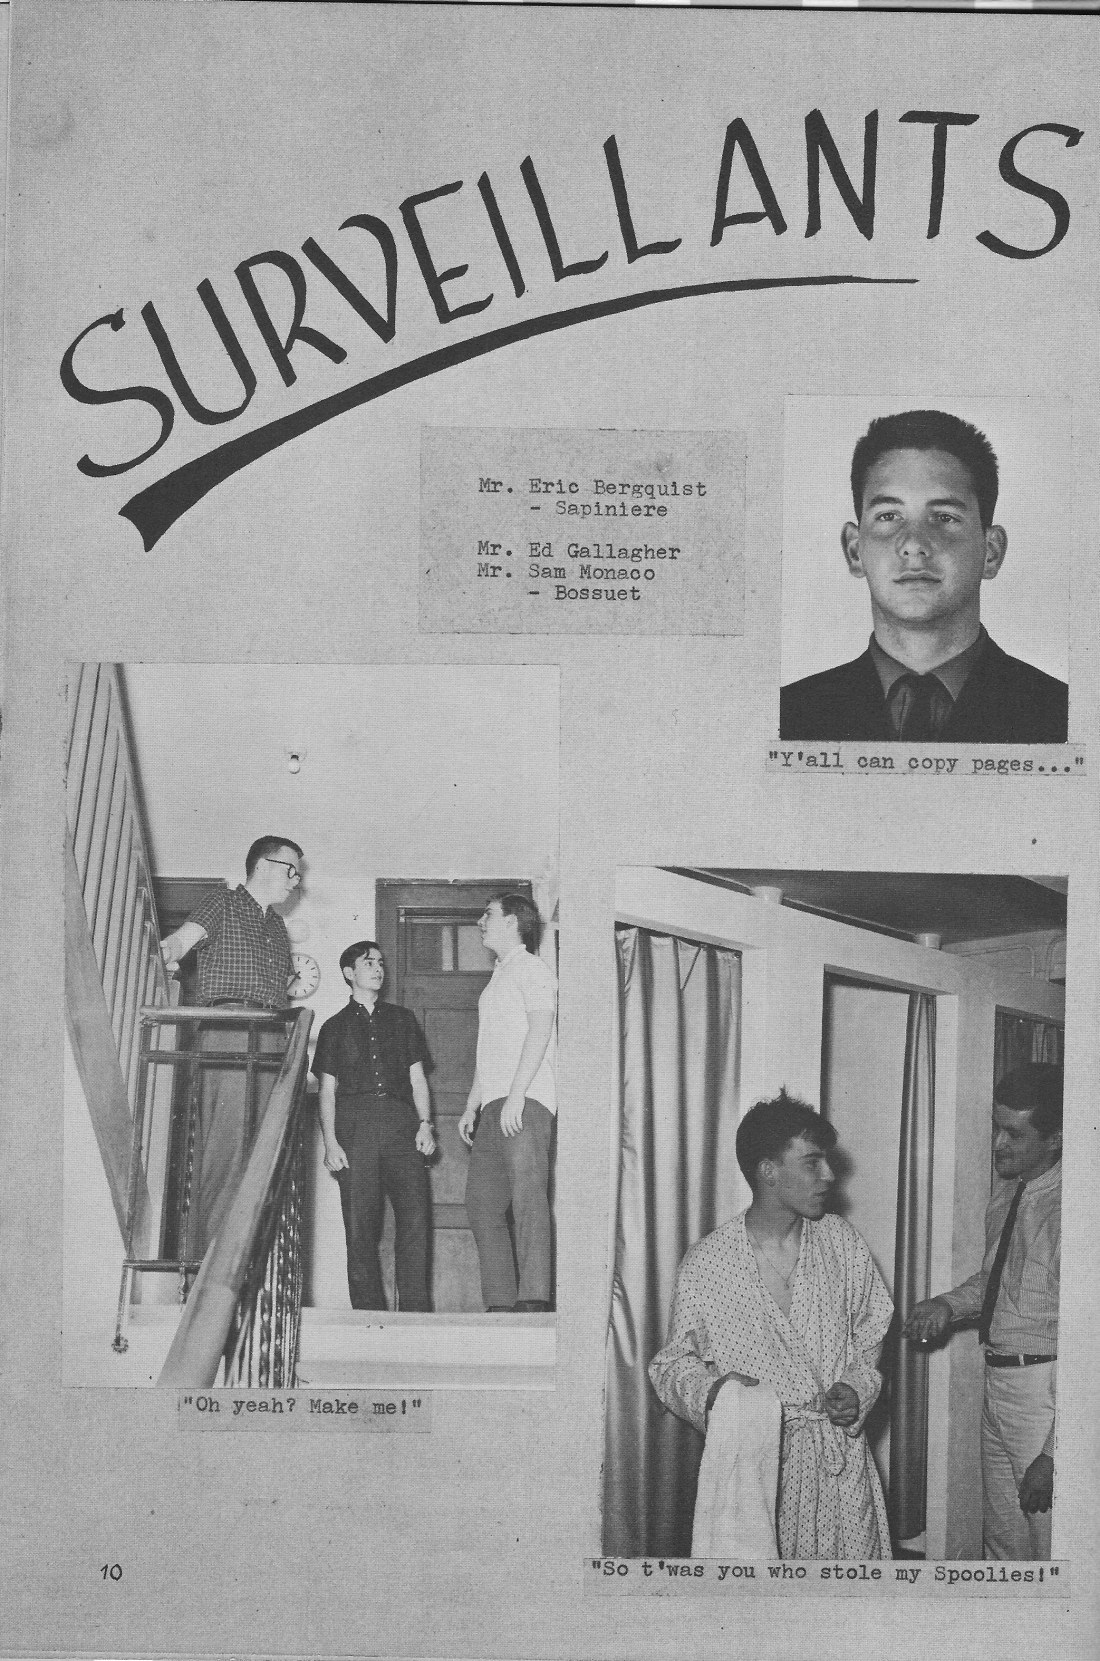 SURVEILLANTS
Mr. Eric Bergquist
- Sapiniere
Mr. Ed Gallagher
Mr. Sam Monaco
- Bossuet
"Y'all can copy pages..."
"Oh yeah? Make me!"
"So t'was you who stole my Spoolies!"
10